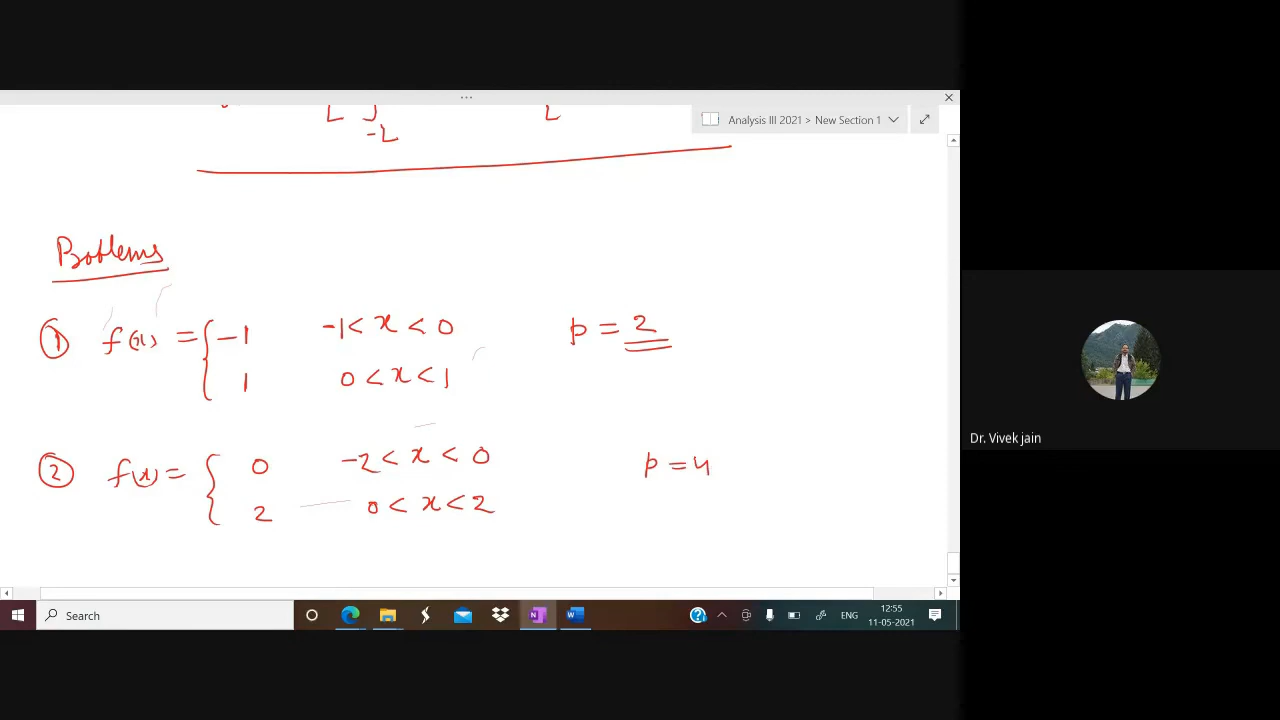 L ∫ L
-L
Analysis III 2021 > New Section 1
Problems
① f(x) = { -1 -1 < x < 0 p = 2
1 0 < x < 1
② f(x) = { 0 -2 < x < 0 p = 4
2 0 < x < 2
Dr. Vivek jain
Search
ENG
12:55
11-05-2021